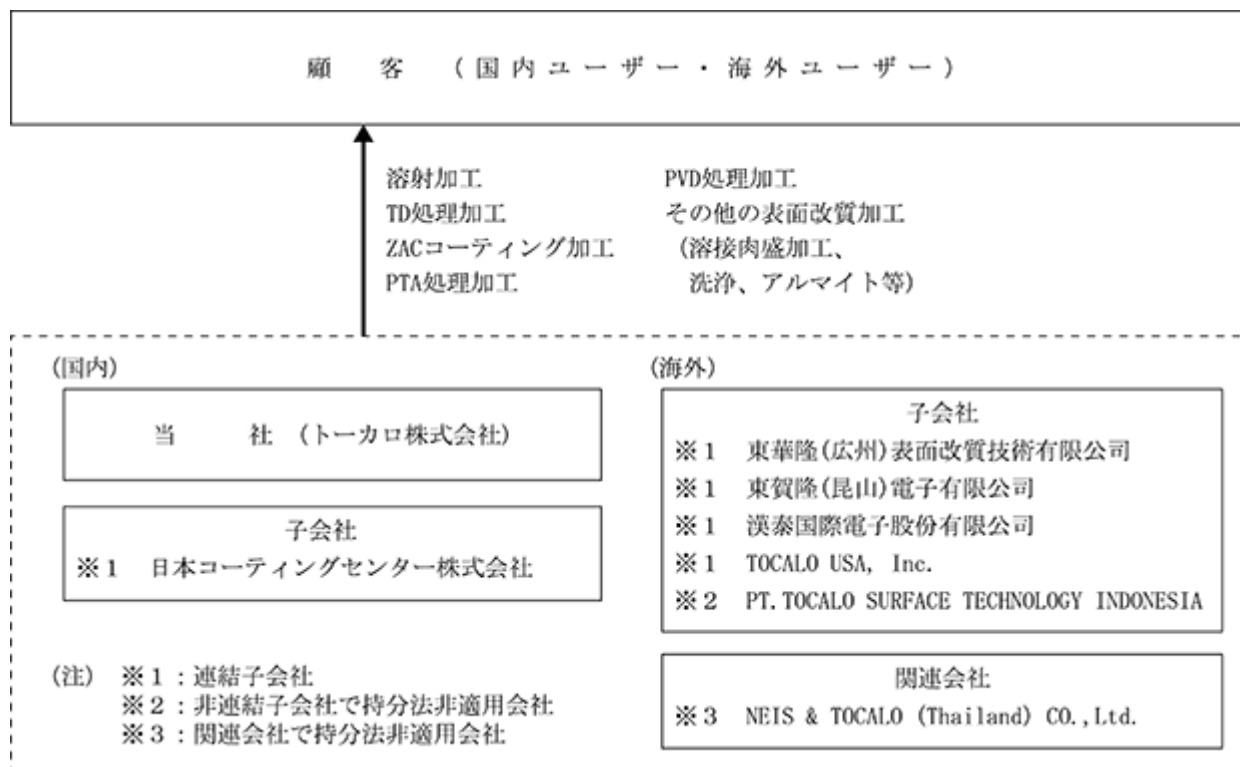 顧　客　(国内ユーザー・海外ユーザー)
溶射加工
TD処理加工
ZACコーティング加工
PTA処理加工
PVD処理加工
その他の表面改質加工
(溶接肉盛加工、
洗浄、アルマイト等)
(国内)
当　社　(トーカロ株式会社)
子会社
※１　日本コーティングセンター株式会社
(注)　※１：連結子会社
※２：非連結子会社で持分法非適用会社
※３：関連会社で持分法非適用会社
(海外)
子会社
※１　東華隆(広州)表面改質技術有限公司
※１　東賀隆(昆山)電子有限公司
※１　漢泰国際電子股份有限公司
※１　TOCALO USA, Inc.
※２　PT.TOCALO SURFACE TECHNOLOGY INDONESIA
関連会社
※３　NEIS & TOCALO (Thailand) CO.,Ltd.